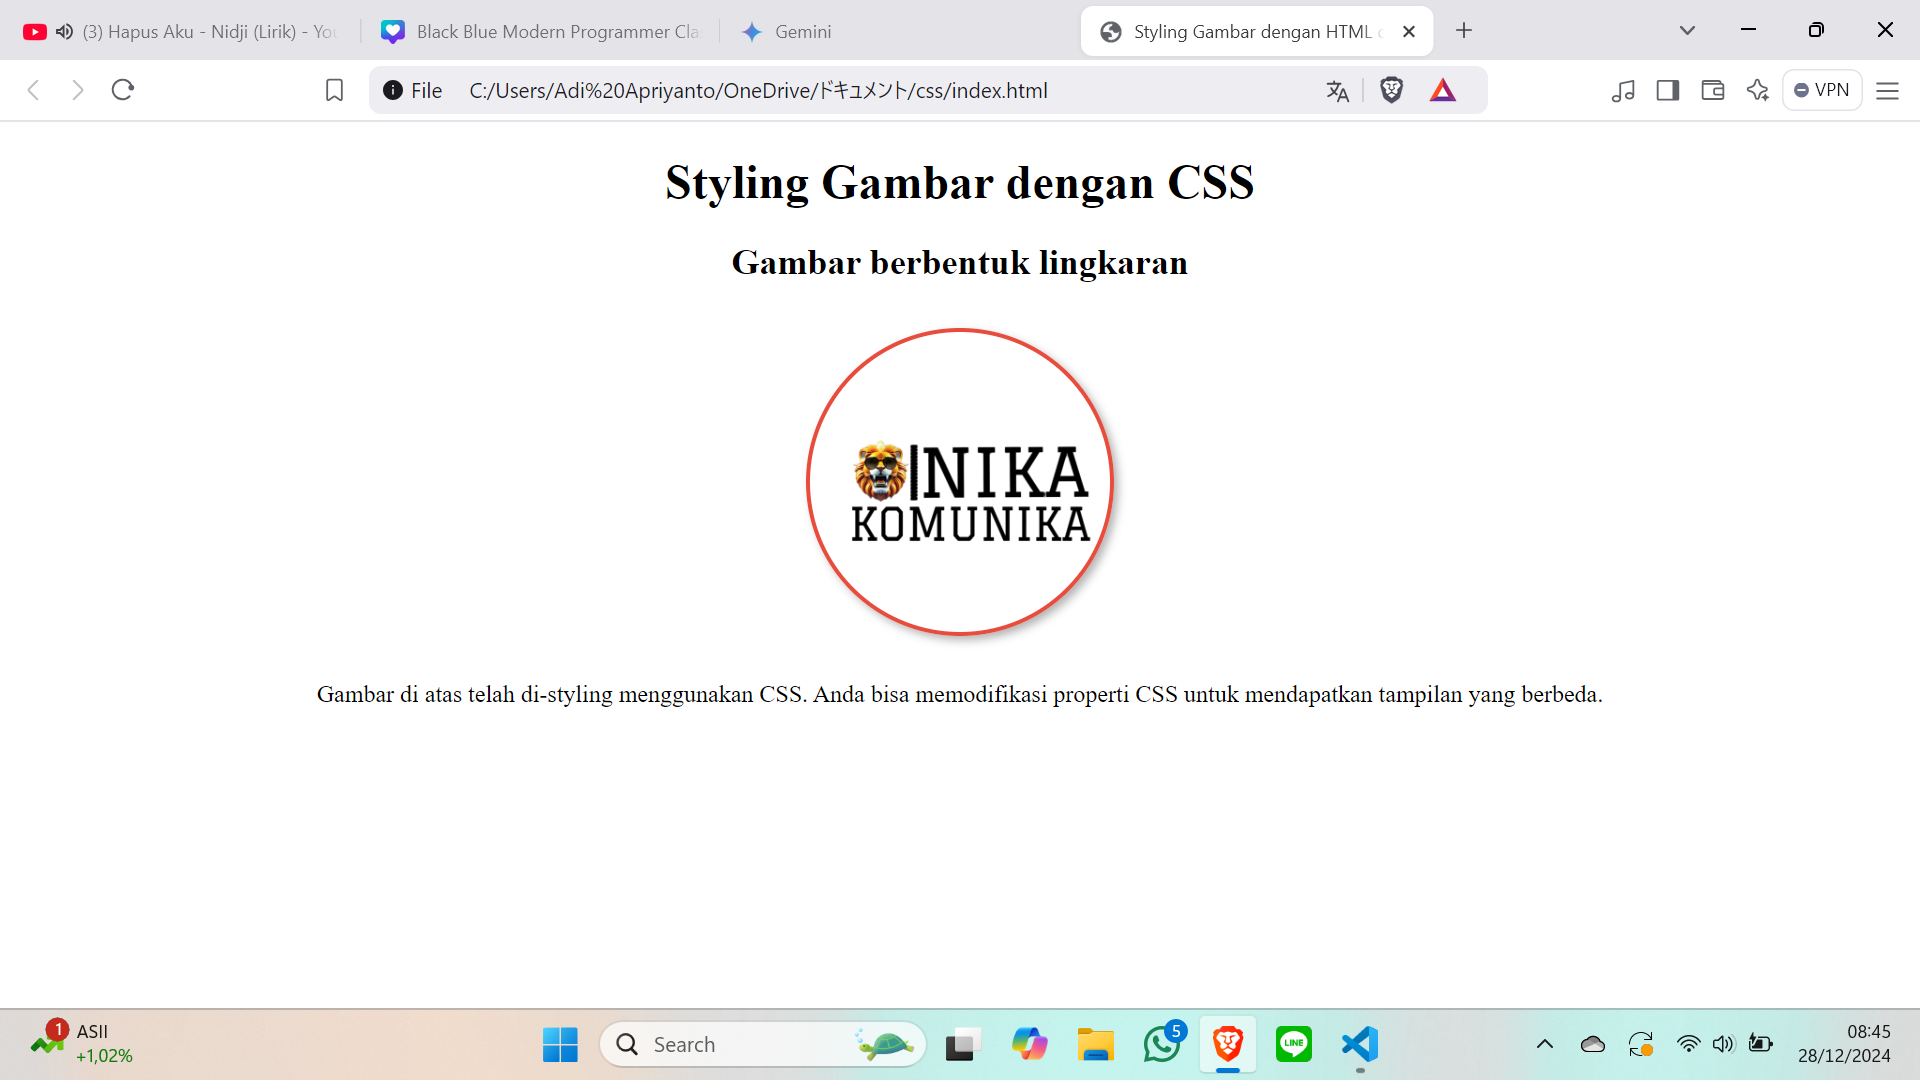 (3) Hapus Aku - Nidji (Lirik) - You
Black Blue Modern Programmer Cla
Gemini
Styling Gambar dengan HTML d
File C:/Users/Adi%20Apriyanto/OneDrive/ドキュメント/css/index.html
VPN
Styling Gambar dengan CSS
Gambar berbentuk lingkaran
NIKA
KOMUNIKA
Gambar di atas telah di-styling menggunakan CSS. Anda bisa memodifikasi properti CSS untuk mendapatkan tampilan yang berbeda.
1
ASII
+1,02%
Search
5
LINE
08:45
28/12/2024